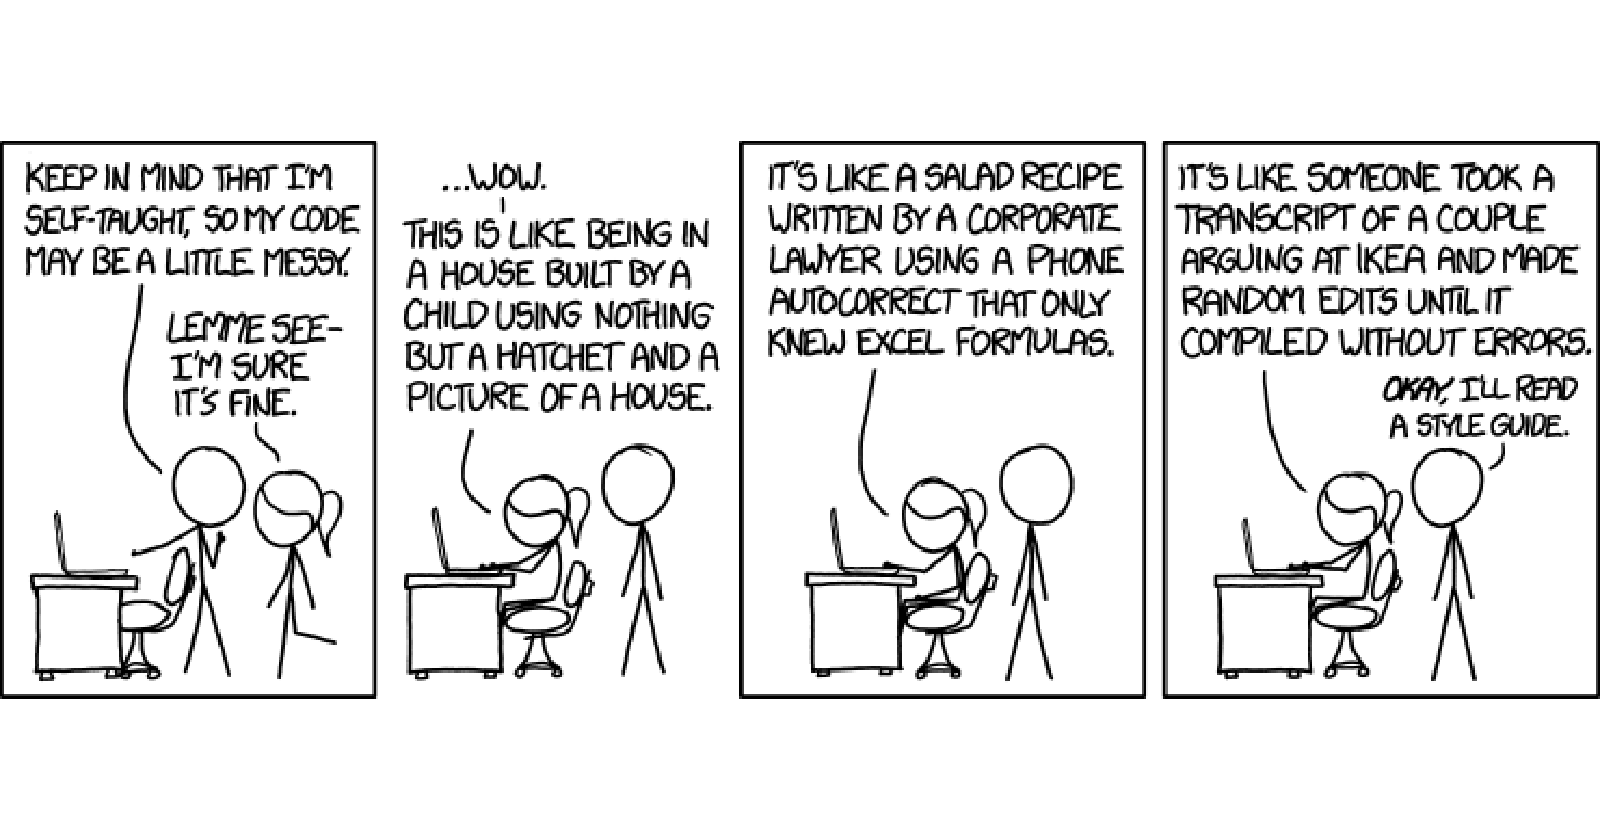 KEEP IN MIND THAT I'M
SELF-TAUGHT, SO MY CODE
MAY BE A LITTLE MESSY.
LEMME SEE-
I'M SURE
IT'S FINE.
...WOW.
THIS IS LIKE BEING IN
A HOUSE BUILT BY A
CHILD USING NOTHING
BUT A HATCHET AND A
PICTURE OF A HOUSE.
IT'S LIKE A SALAD RECIPE
WRITTEN BY A CORPORATE
LAWYER USING A PHONE
AUTOCORRECT THAT ONLY
KNEW EXCEL FORMULAS.
IT'S LIKE SOMEONE TOOK A
TRANSCRIPT OF A COUPLE
ARGUING AT IKEA AND MADE
RANDOM EDITS UNTIL IT
COMPILED WITHOUT ERRORS.
OKAY, I'LL READ
A STYLE GUIDE.